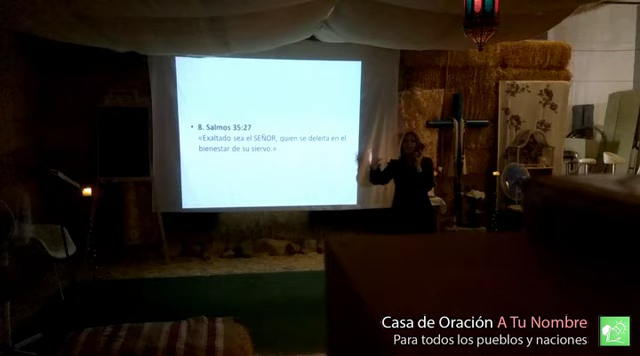 • 8. Salmos 35:27
«Exaltado sea el SEÑOR, quien se deleita en el
bienestar de su siervo.»
Casa de Oración A Tu Nombre
Para todos los pueblos y naciones